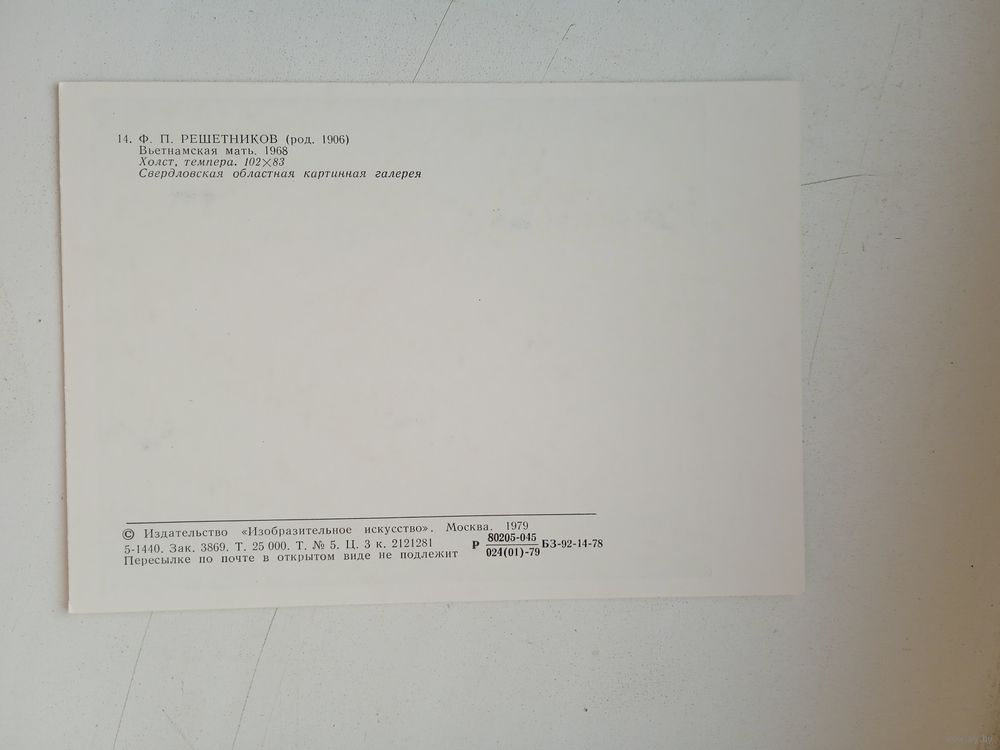 14. Ф. П. РЕШЕТНИКОВ (род. 1906)
Вьетнамская мать. 1968
Холст, темпера. 102×83
Свердловская областная картинная галерея
© Издательство «Изобразительное искусство». Москва. 1979
5-1440. Зак. 3869. Т. 25 000. Т. № 5. Ц. 3 к. 2121281
Пересылке по почте в открытом виде не подлежит
Р 80205-045 БЗ-92-14-78
024(01)-79